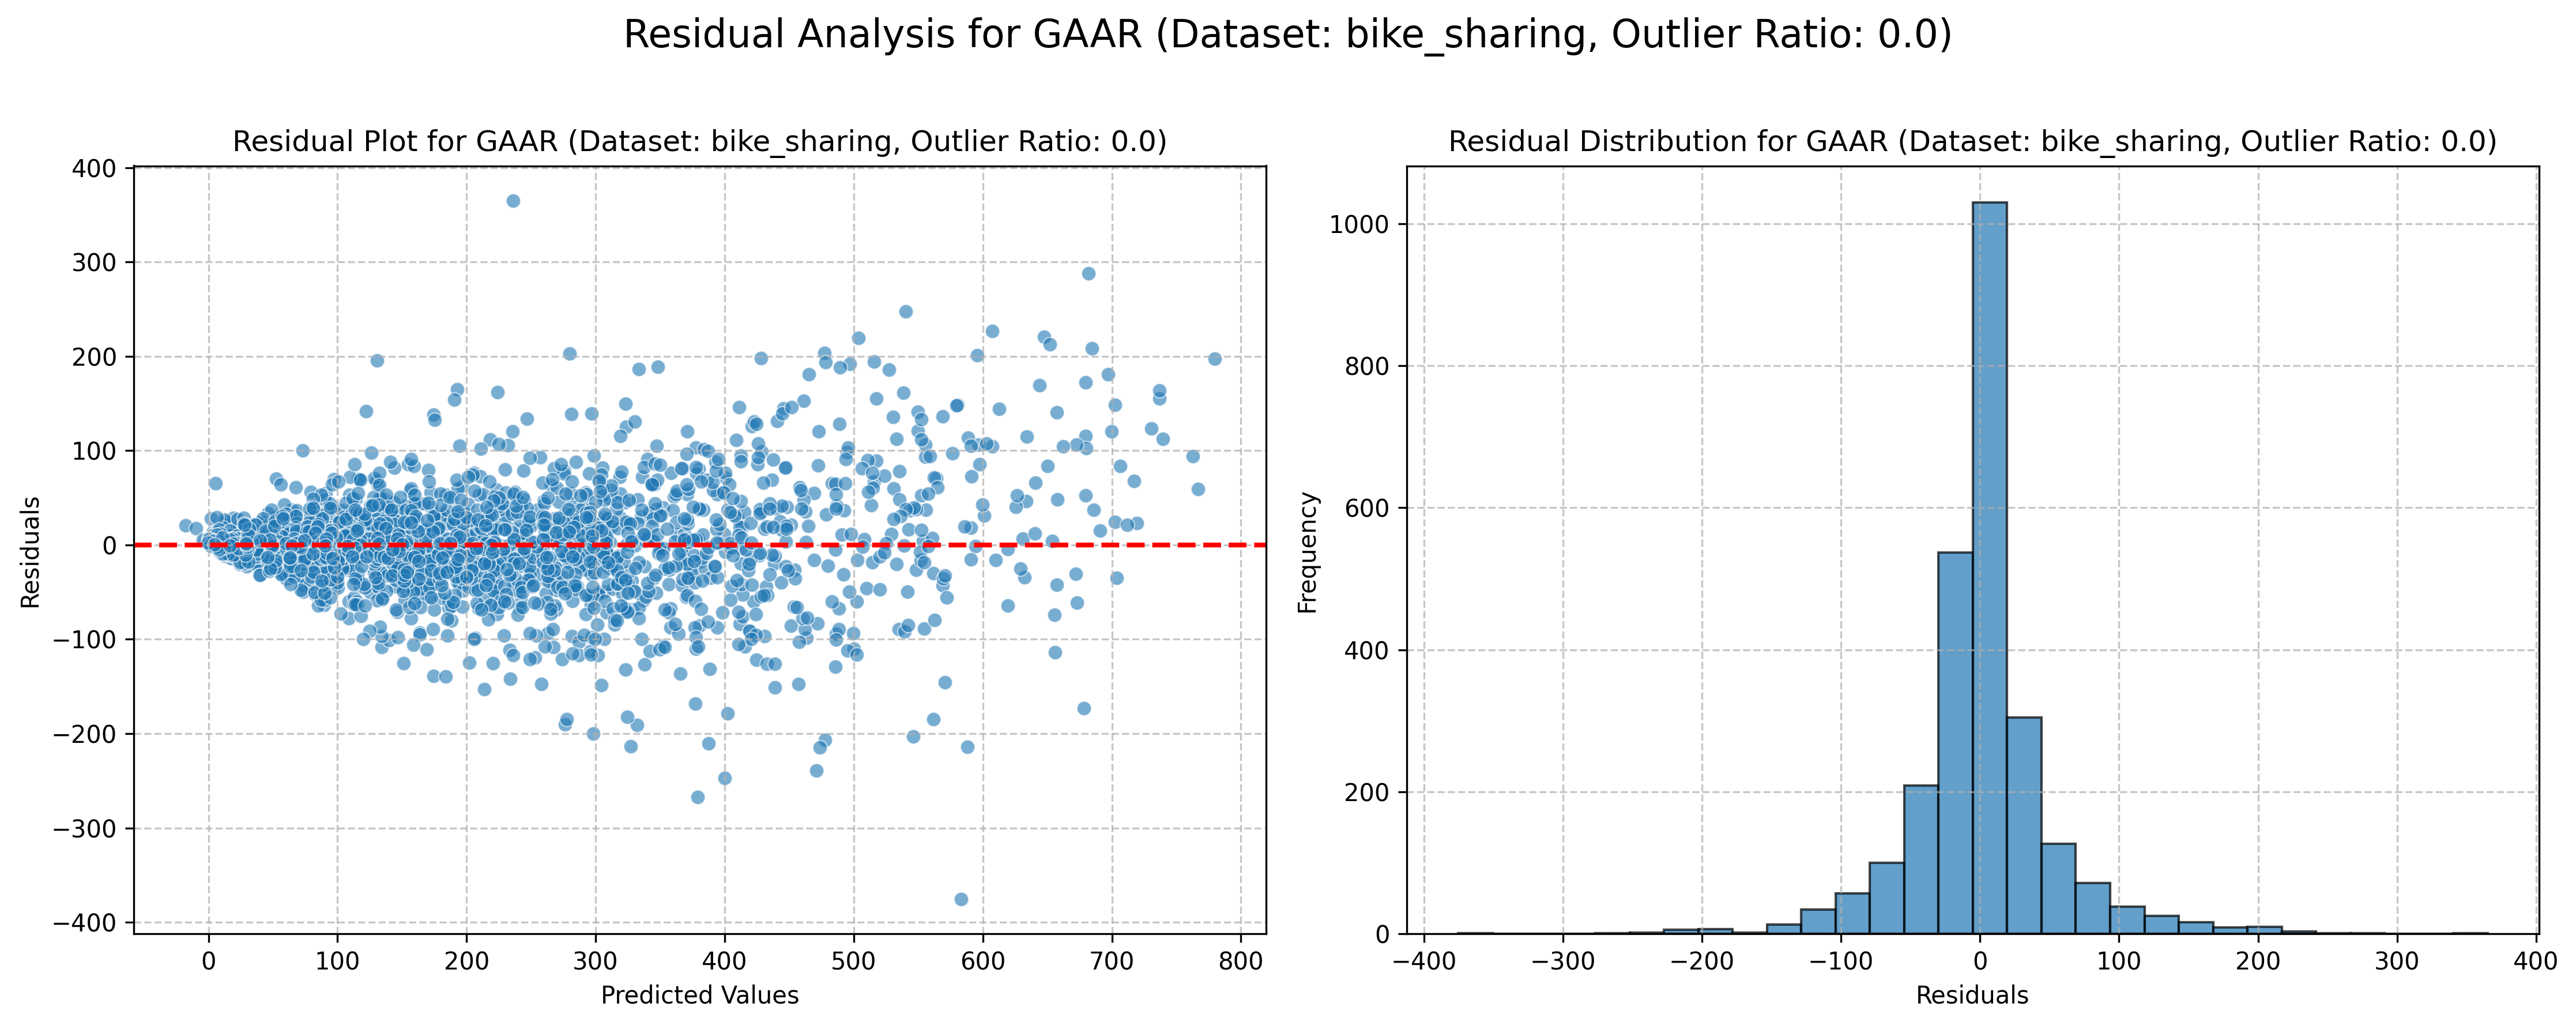 Residual Analysis for GAAR (Dataset: bike_sharing, Outlier Ratio: 0.0)
Residual Plot for GAAR (Dataset: bike_sharing, Outlier Ratio: 0.0)
400
300
200
100
0
−100
−200
−300
−400
Residuals
0 100 200 300 400 500 600 700 800
Predicted Values
Residual Distribution for GAAR (Dataset: bike_sharing, Outlier Ratio: 0.0)
1000
800
600
400
200
0
Frequency
−400 −300 −200 −100 0 100 200 300 400
Residuals